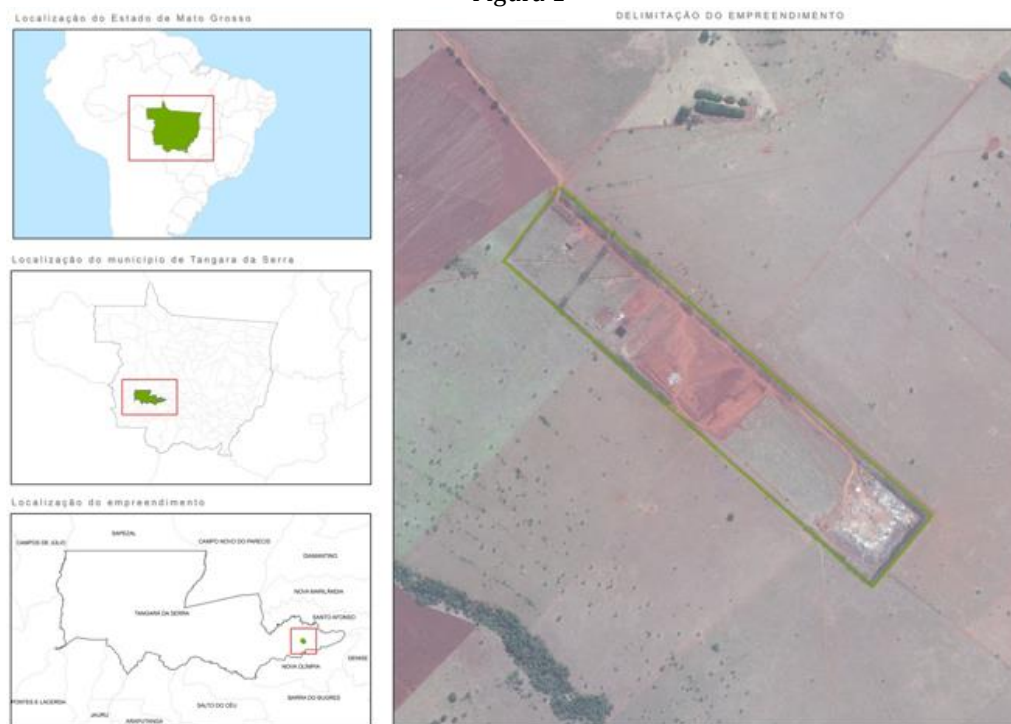 Localização do Estado de Mato Grosso
DELIMITAÇÃO DO EMPREENDIMENTO
Localização do município de Tangara da Serra
Localização do empreendimento
SAPEZAL
CAMPOS DE JÚLIO
CAMPO NOVO DO PARECIS
DIAMANTINO
NOVA MARILÂNDIA
TANGARÁ DA SERRA
SANTO AFONSO
DENISE
NOVA OLÍMPIA
BARRA DO BUGRES
PONTES E LACERDA
SALTO DO CÉU
JAURU
ARAPUTANGA